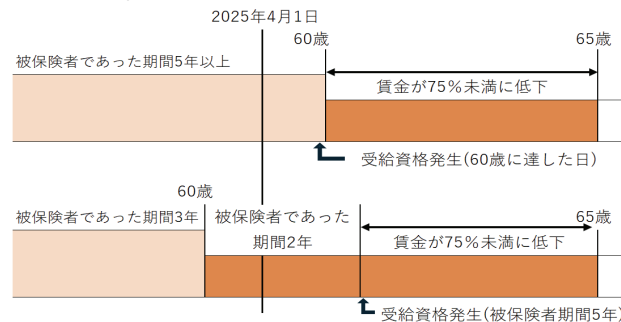 2025年4月1日
60歳
65歳
被保険者であった期間5年以上
賃金が75％未満に低下
受給資格発生(60歳に達した日)
60歳
被保険者であった期間3年
被保険者であった
期間2年
65歳
賃金が75％未満に低下
受給資格発生(被保険者期間5年)